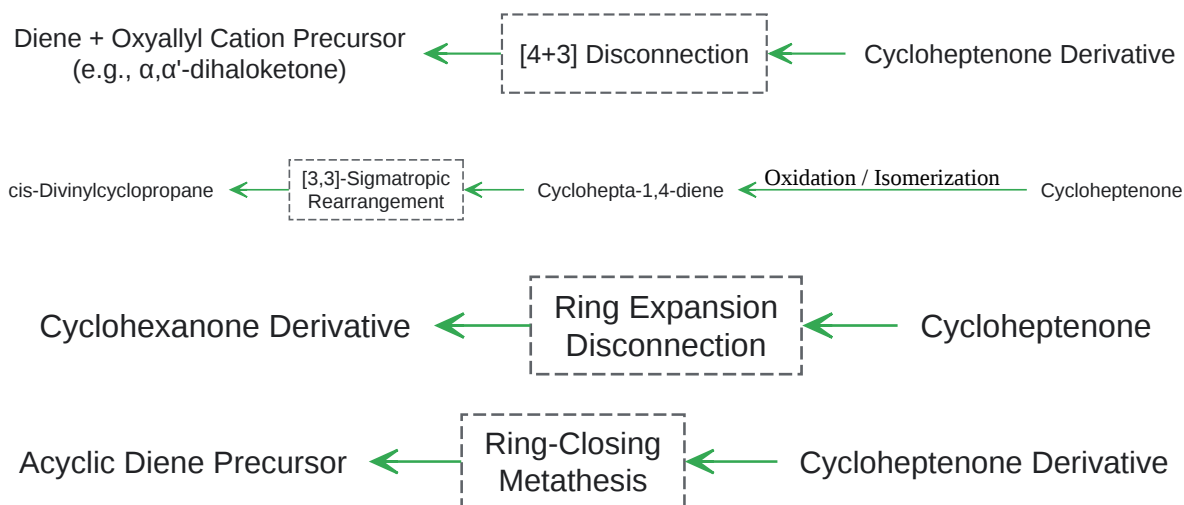 Diene + Oxyallyl Cation Precursor
(e.g., α,α'-dihaloketone)
[4+3] Disconnection
Cycloheptenone Derivative
cis-Divinylcyclopropane
[3,3]-Sigmatropic
Rearrangement
Cyclohepta-1,4-diene
Oxidation / Isomerization
Cycloheptenone
Cyclohexanone Derivative
Ring Expansion
Disconnection
Cycloheptenone
Acyclic Diene Precursor
Ring-Closing
Metathesis
Cycloheptenone Derivative